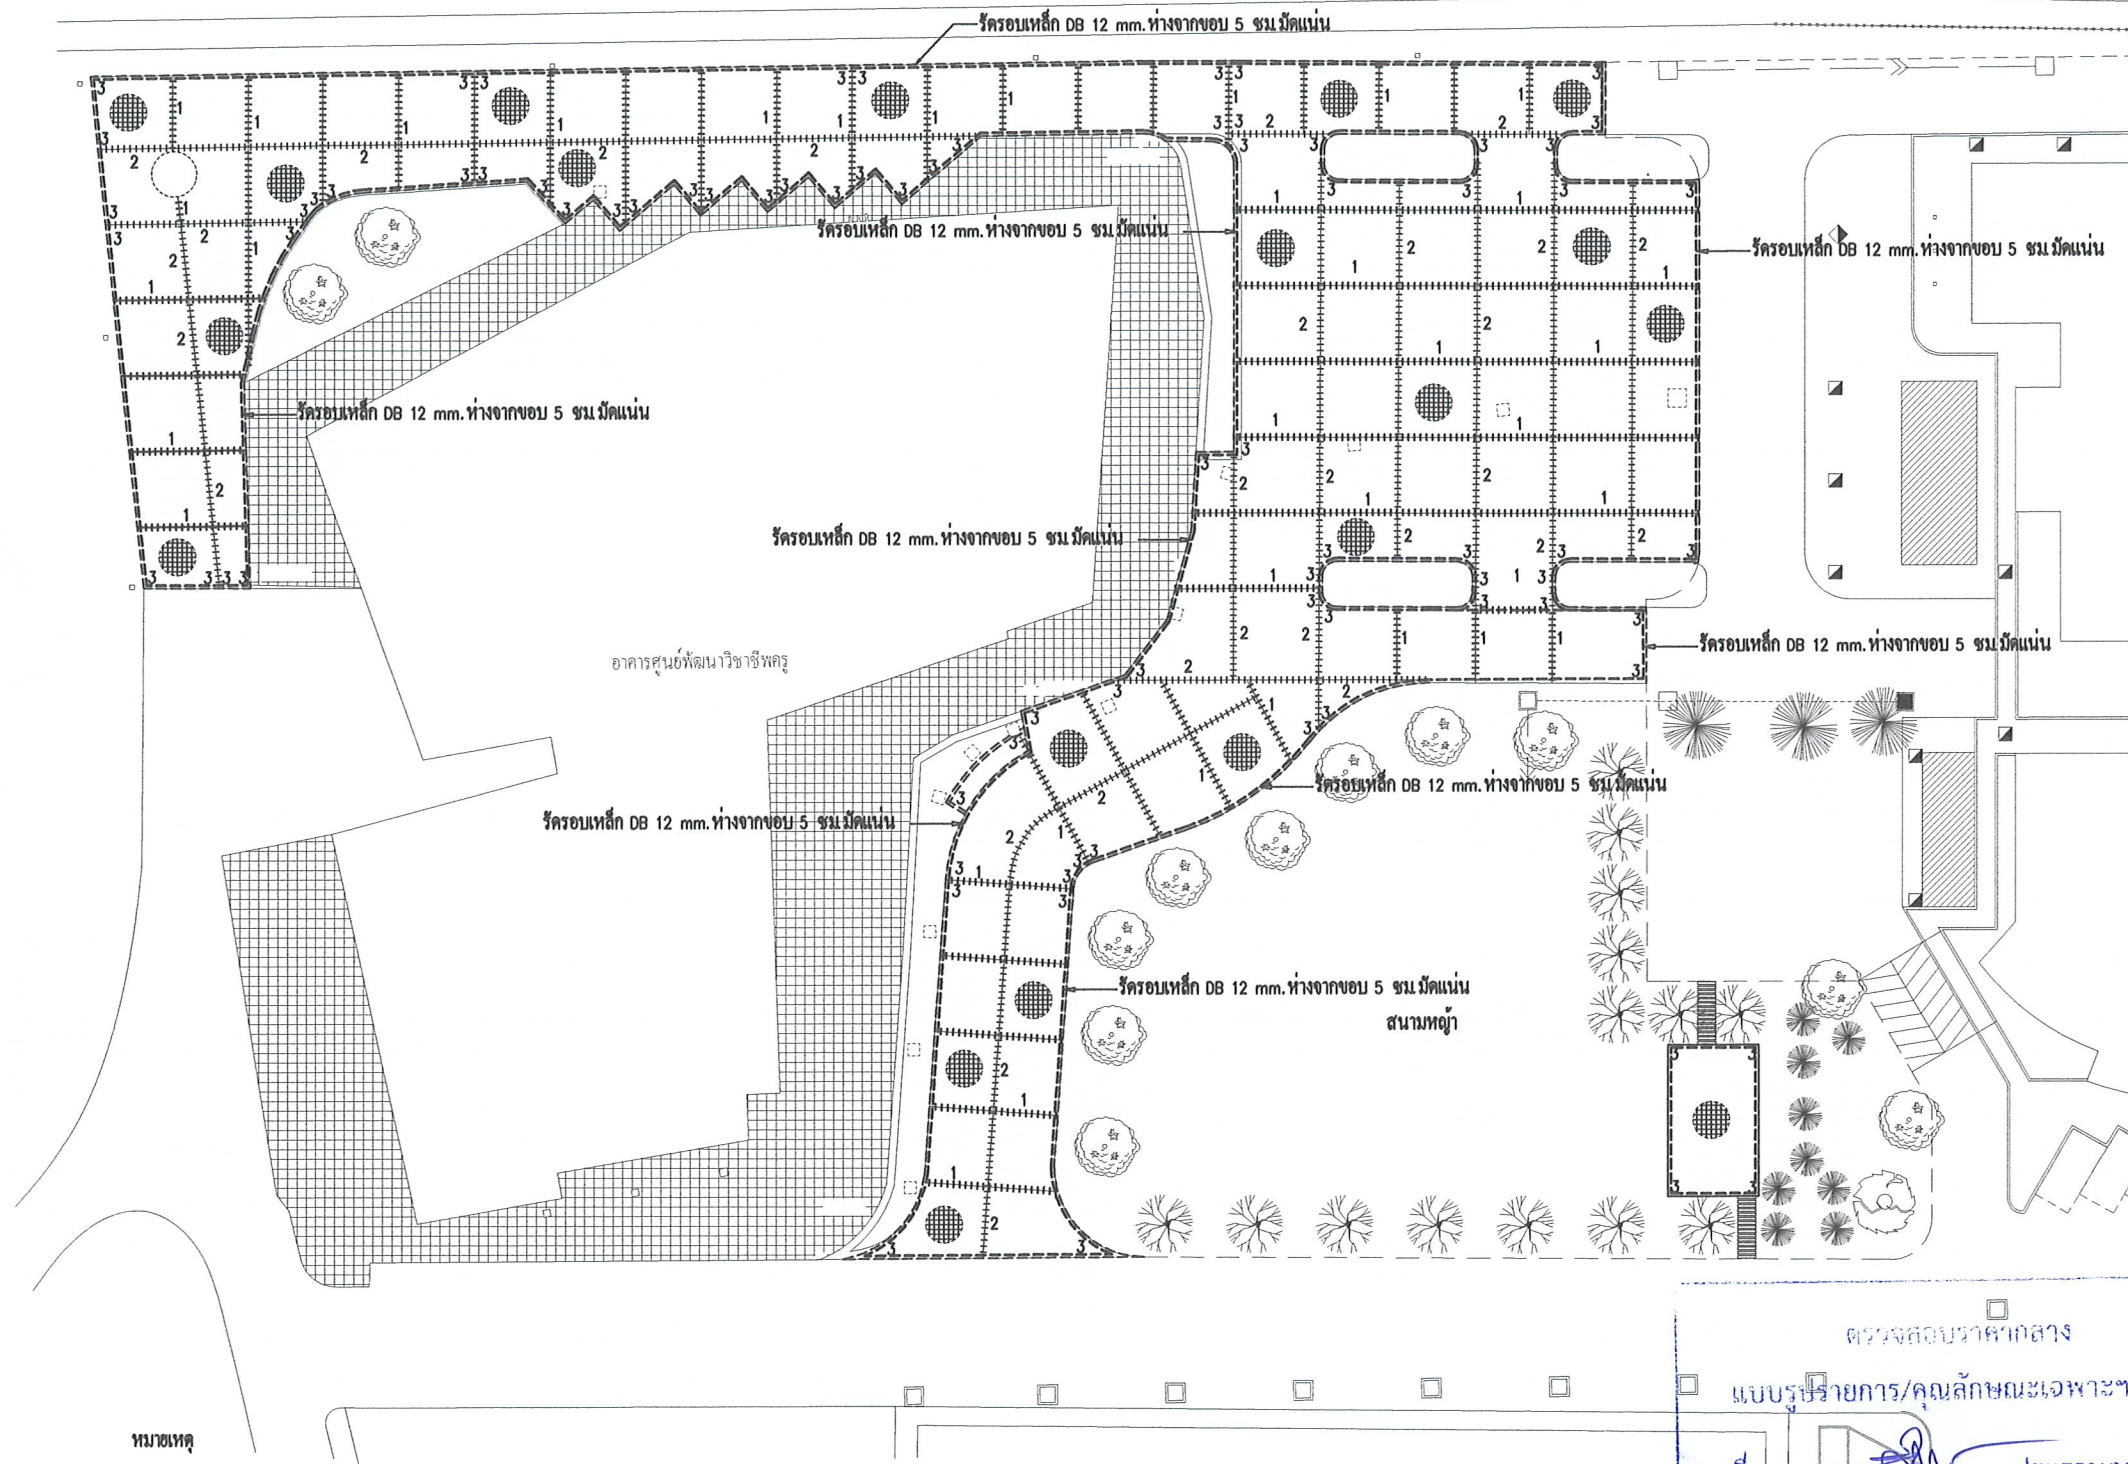 รัดรอบเหล็ก DB 12 mm. ห่างจากขอบ 5 ซม. มัดแน่น
รัดรอบเหล็ก DB 12 mm. ห่างจากขอบ 5 ซม. มัดแน่น
รัดรอบเหล็ก DB 12 mm. ห่างจากขอบ 5 ซม. มัดแน่น
รัดรอบเหล็ก DB 12 mm. ห่างจากขอบ 5 ซม. มัดแน่น
รัดรอบเหล็ก DB 12 mm. ห่างจากขอบ 5 ซม. มัดแน่น
รัดรอบเหล็ก DB 12 mm. ห่างจากขอบ 5 ซม. มัดแน่น
อาคารศูนย์พัฒนาวิชาชีพครู
รัดรอบเหล็ก DB 12 mm. ห่างจากขอบ 5 ซม. มัดแน่น
รัดรอบเหล็ก DB 12 mm. ห่างจากขอบ 5 ซม. มัดแน่น
รัดรอบเหล็ก DB 12 mm. ห่างจากขอบ 5 ซม. มัดแน่น
สนามหญ้า
ตรวจสอบราคากลาง
แบบรูปรายการ/คุณลักษณะเฉพาะฯ
หมายเหตุ